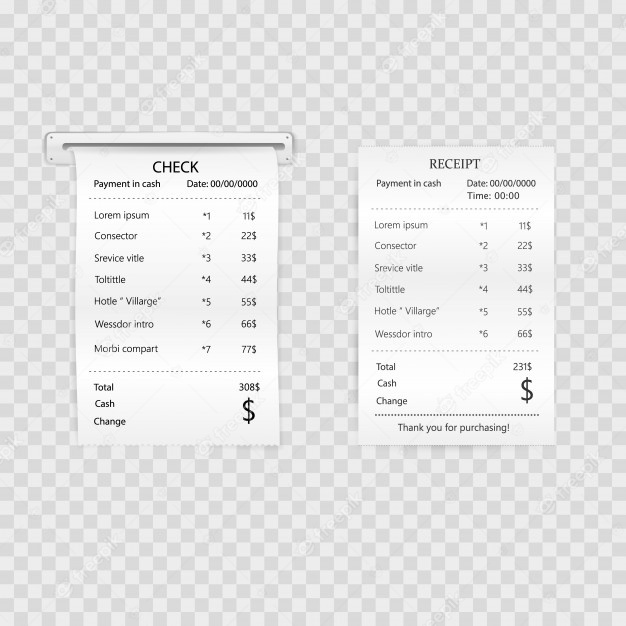 CHECK
Payment in cash Date: 00/00/0000
Lorem ipsum *1 11$
Consector *2 22$
Srevice vitle *3 33$
Toltittle *4 44$
Hotle “ Villarge” *5 55$
Wessdor intro *6 66$
Morbi compart *7 77$
Total 308$
Cash
$
Change
RECEIPT
Payment in cash Date: 00/00/0000
Time: 00:00
Lorem ipsum *1 11$
Consector *2 22$
Srevice vitle *3 33$
Toltittle *4 44$
Hotle “ Villarge” *5 55$
Wessdor intro *6 66$
Total 231$
Cash
$
Change
Thank you for purchasing!